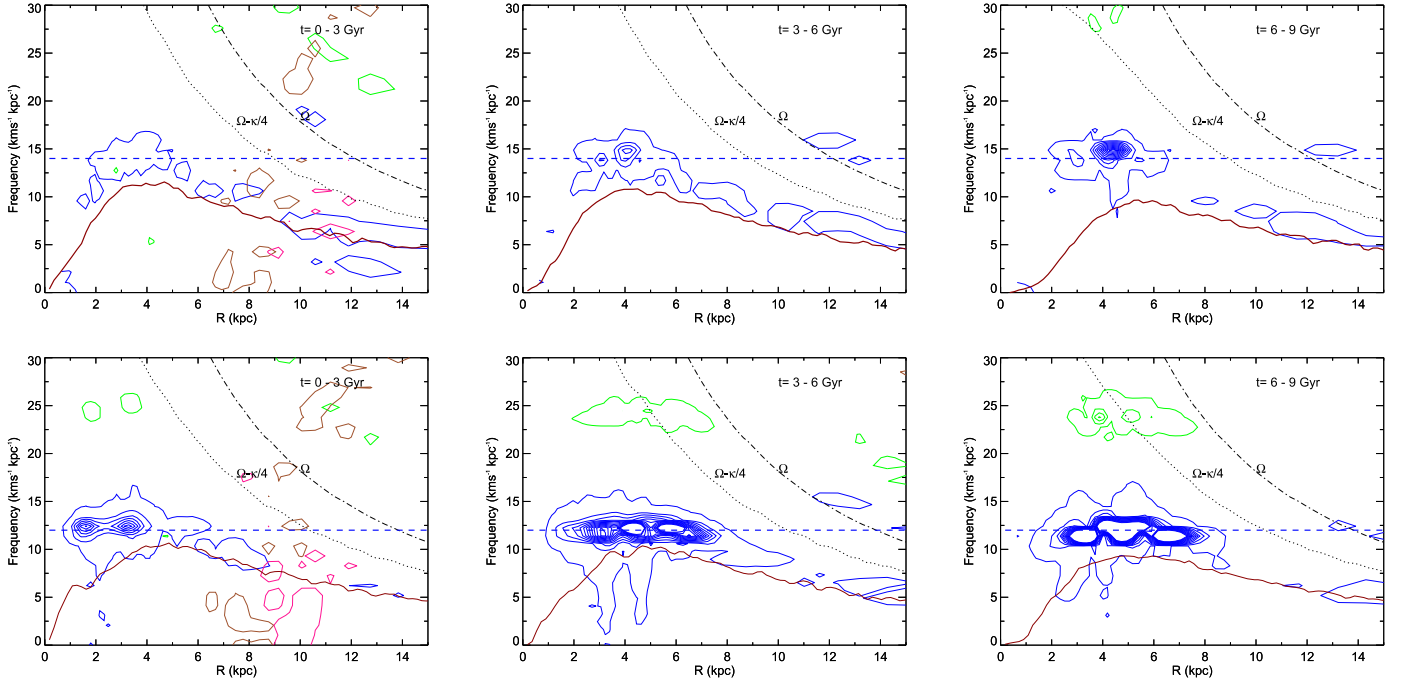 t= 0 - 3 Gyr
Ω-κ/4
Ω
Frequency (kms⁻¹ kpc⁻¹)
30
25
20
15
10
5
0
0 2 4 6 8 10 12 14
R (kpc)
t= 3 - 6 Gyr
Ω-κ/4
Ω
Frequency (kms⁻¹ kpc⁻¹)
30
25
20
15
10
5
0
0 2 4 6 8 10 12 14
R (kpc)
t= 6 - 9 Gyr
Ω-κ/4
Ω
Frequency (kms⁻¹ kpc⁻¹)
30
25
20
15
10
5
0
0 2 4 6 8 10 12 14
R (kpc)
t= 0 - 3 Gyr
Ω-κ/4
Ω
Frequency (kms⁻¹ kpc⁻¹)
30
25
20
15
10
5
0
0 2 4 6 8 10 12 14
R (kpc)
t= 3 - 6 Gyr
Ω-κ/4
Ω
Frequency (kms⁻¹ kpc⁻¹)
30
25
20
15
10
5
0
0 2 4 6 8 10 12 14
R (kpc)
t= 6 - 9 Gyr
Ω-κ/4
Ω
Frequency (kms⁻¹ kpc⁻¹)
30
25
20
15
10
5
0
0 2 4 6 8 10 12 14
R (kpc)